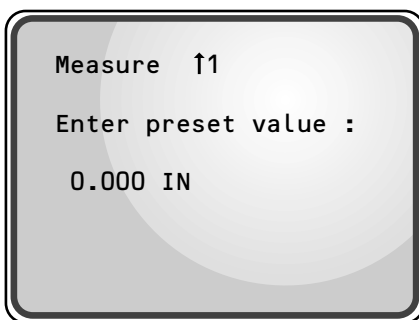 Measure ↑1
Enter preset value :
0.000 IN